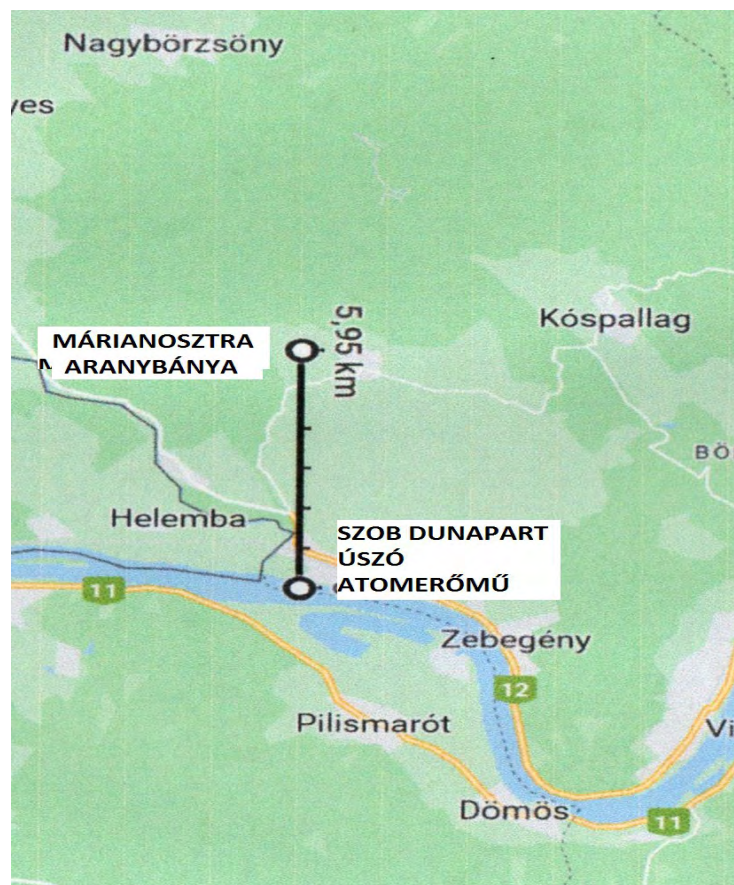 Nagybörzsöny
yes
Kóspallag
5,95 km
MÁRIANOSZTRA
ARANYBÁNYA
BÖ
Helemba
SZOB DUNAPART
ÚSZÓ
ATOMERŐMŰ
11
Zebegény
12
Pilismarót
Vi
Dömös
11